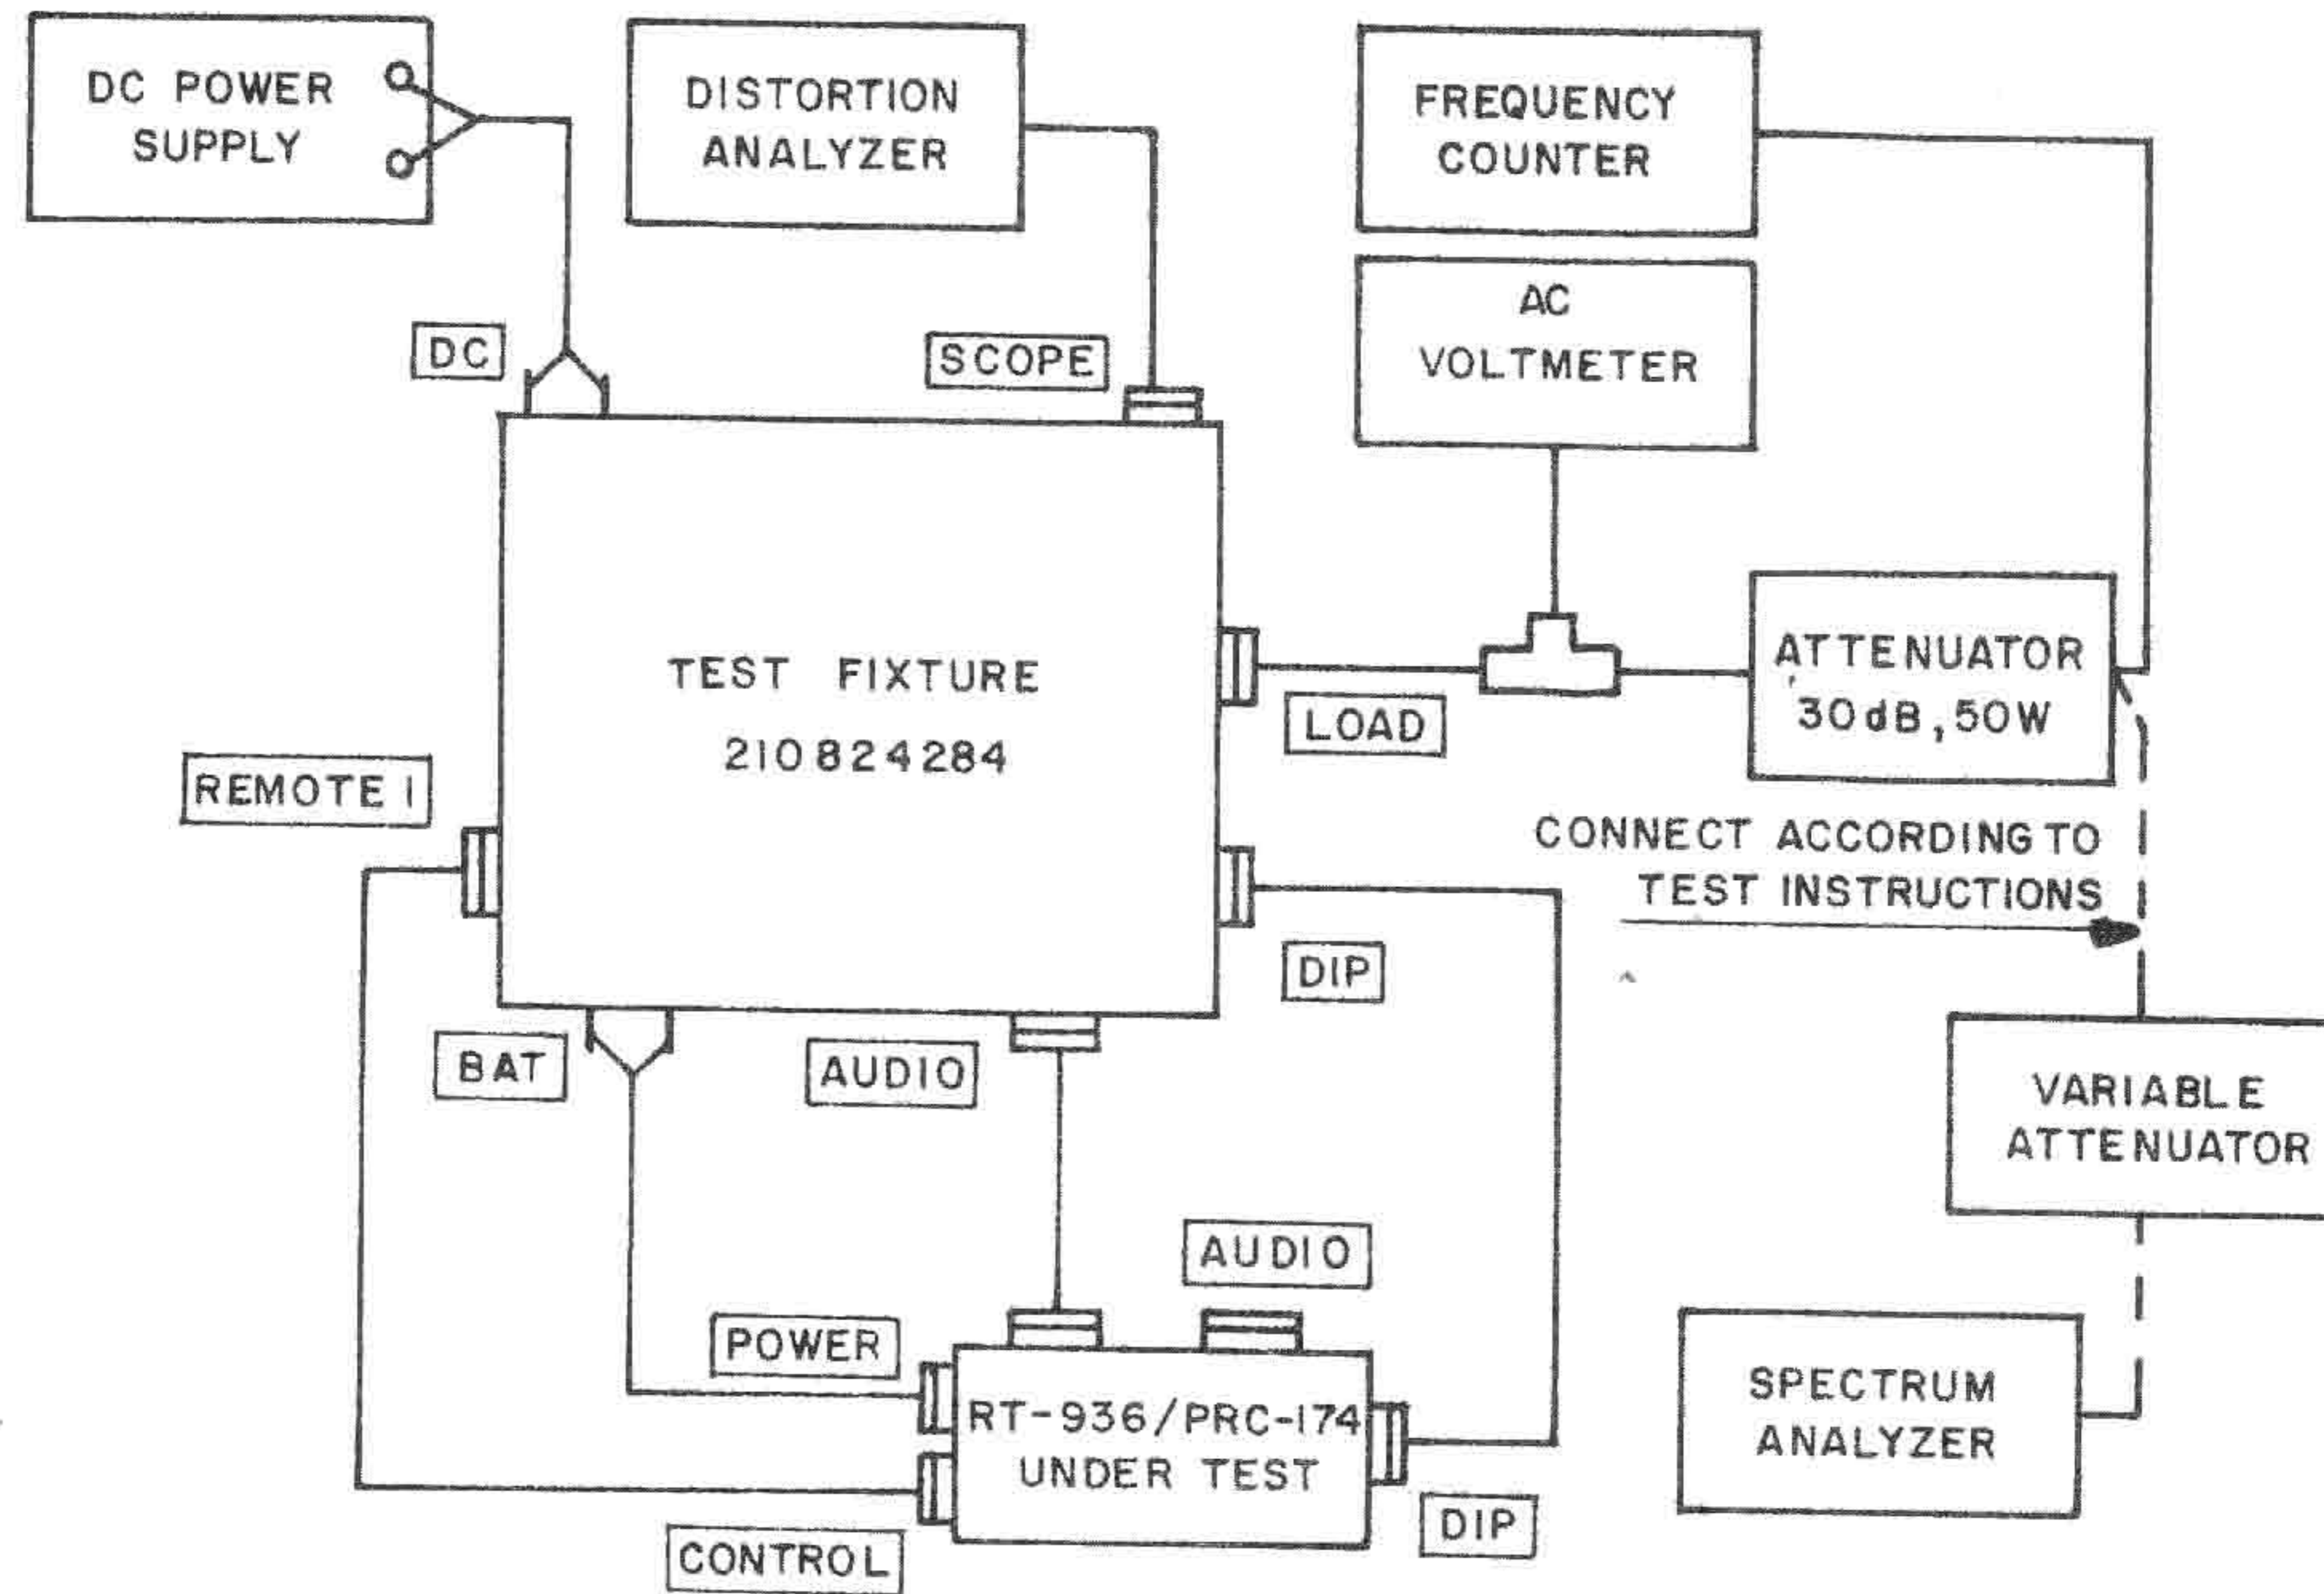 DC POWER
SUPPLY
DISTORTION
ANALYZER
FREQUENCY
COUNTER
AC
VOLTMETER
DC
SCOPE
TEST FIXTURE
210824284
ATTENUATOR
30dB, 50W
LOAD
REMOTE 1
CONNECT ACCORDING TO
TEST INSTRUCTIONS
DIP
BAT
AUDIO
VARIABLE
ATTENUATOR
AUDIO
POWER
RT-936/PRC-174
UNDER TEST
SPECTRUM
ANALYZER
DIP
CONTROL